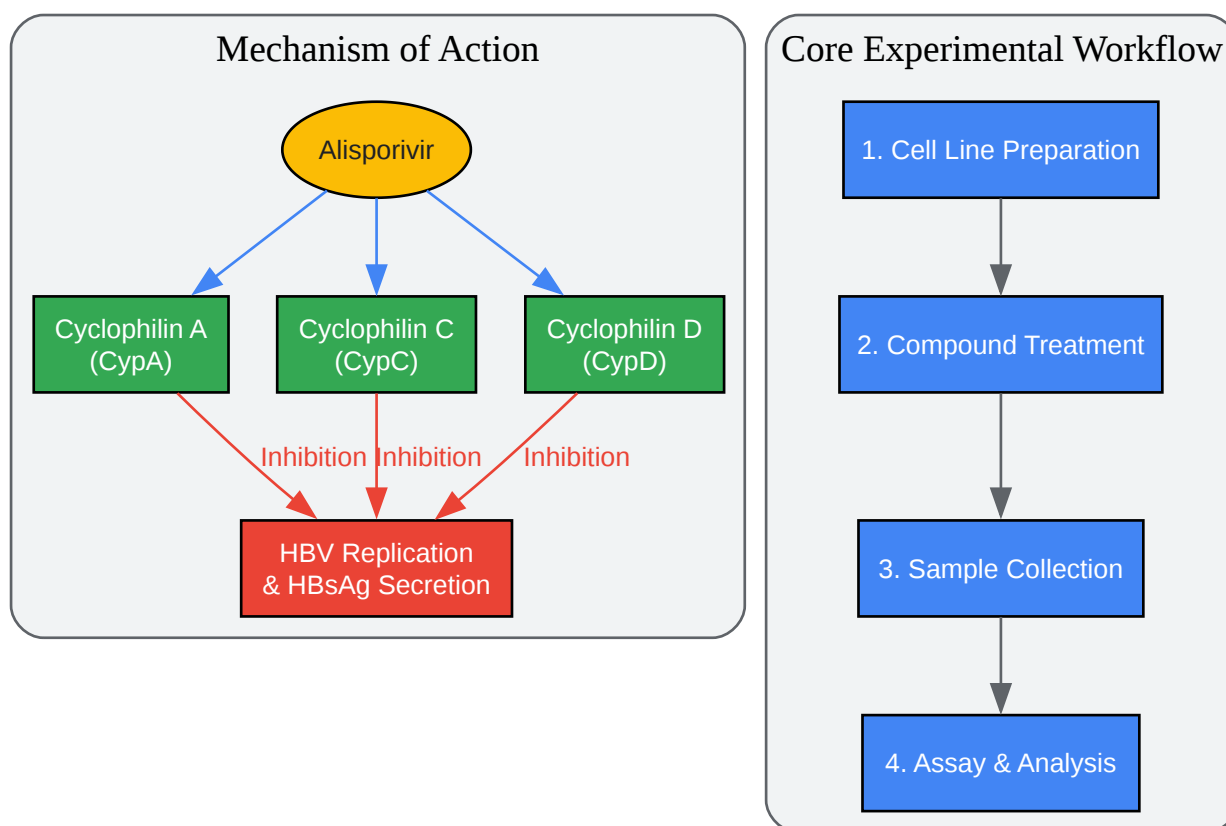 Mechanism of Action
Alisporivir
Cyclophilin A
(CypA)
Cyclophilin C
(CypC)
Cyclophilin D
(CypD)
Inhibition
Inhibition
Inhibition
HBV Replication
& HBsAg Secretion
Core Experimental Workflow
1. Cell Line Preparation
2. Compound Treatment
3. Sample Collection
4. Assay & Analysis